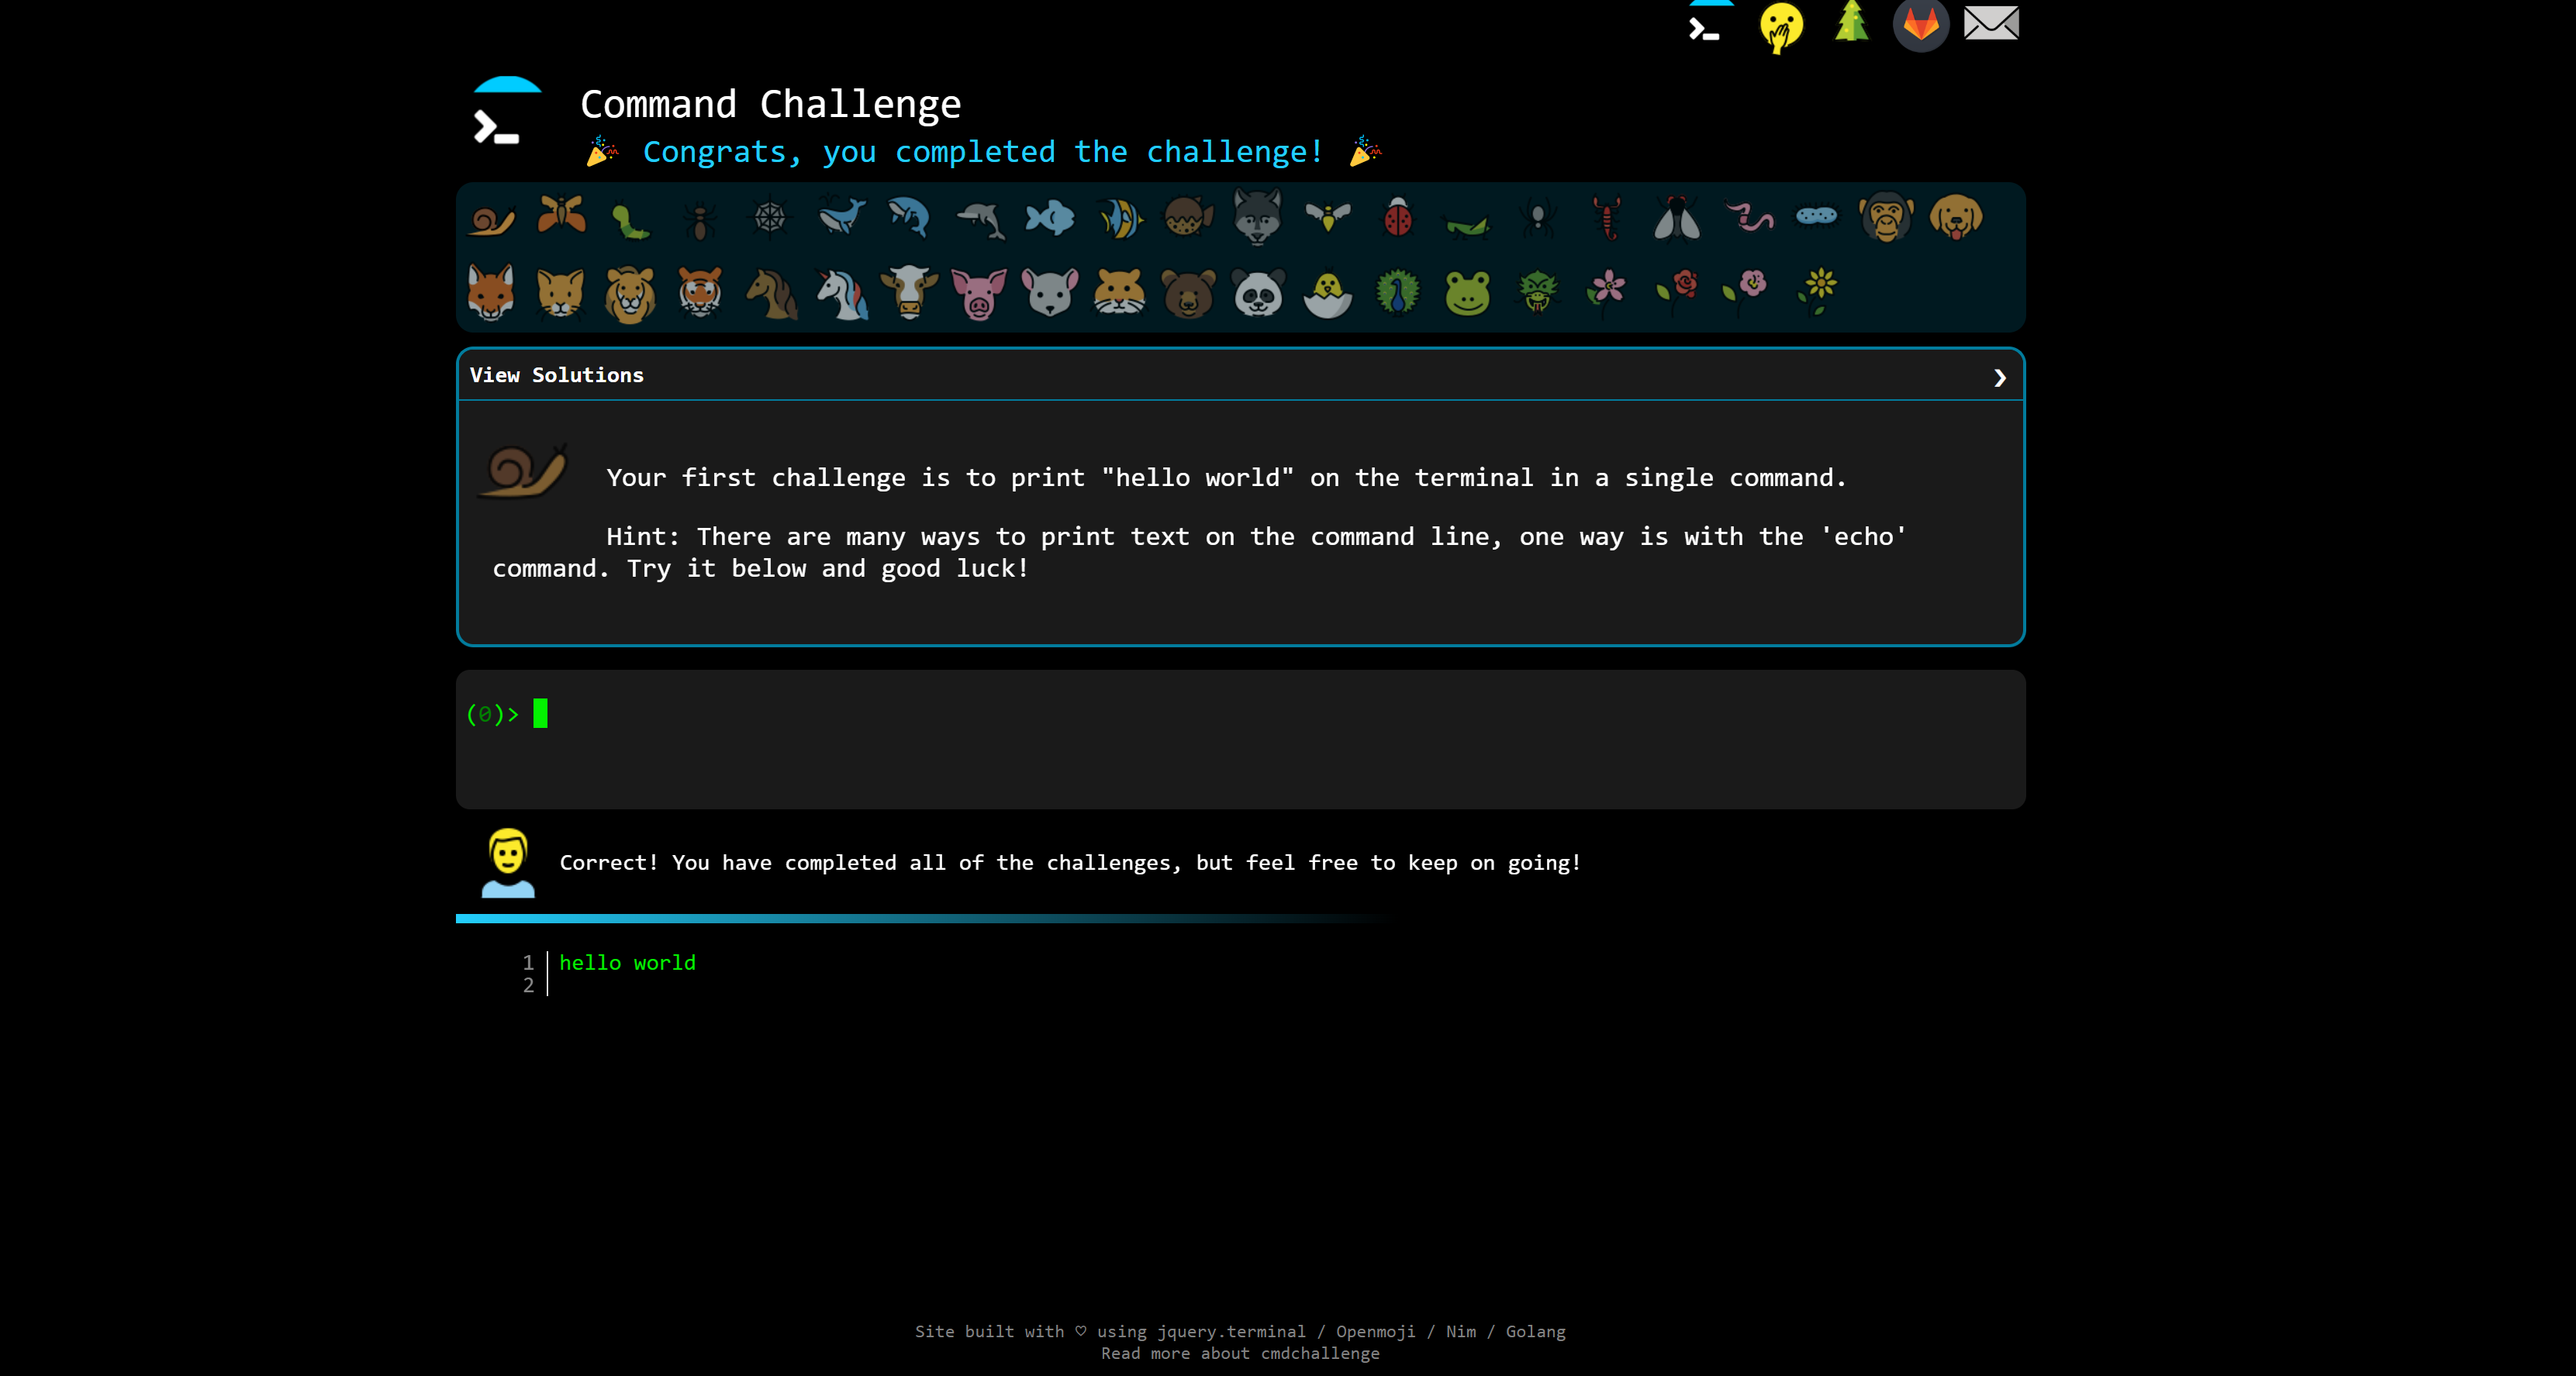 Command Challenge
Congrats, you completed the challenge!
View Solutions
Your first challenge is to print "hello world" on the terminal in a single command.
Hint: There are many ways to print text on the command line, one way is with the 'echo'
command. Try it below and good luck!
(0)>
Correct! You have completed all of the challenges, but feel free to keep on going!
1 hello world
2
Site built with ♡ using jquery.terminal / Openmoji / Nim / Golang
Read more about cmdchallenge